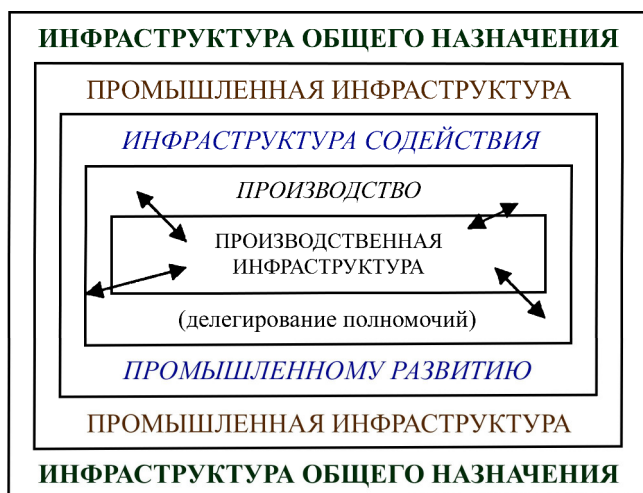 ИНФРАСТРУКТУРА ОБЩЕГО НАЗНАЧЕНИЯ
ПРОМЫШЛЕННАЯ ИНФРАСТРУКТУРА
ИНФРАСТРУКТУРА СОДЕЙСТВИЯ
ПРОИЗВОДСТВО
ПРОИЗВОДСТВЕННАЯ
ИНФРАСТРУКТУРА
(делегирование полномочий)
ПРОМЫШЛЕННОМУ РАЗВИТИЮ
ПРОМЫШЛЕННАЯ ИНФРАСТРУКТУРА
ИНФРАСТРУКТУРА ОБЩЕГО НАЗНАЧЕНИЯ